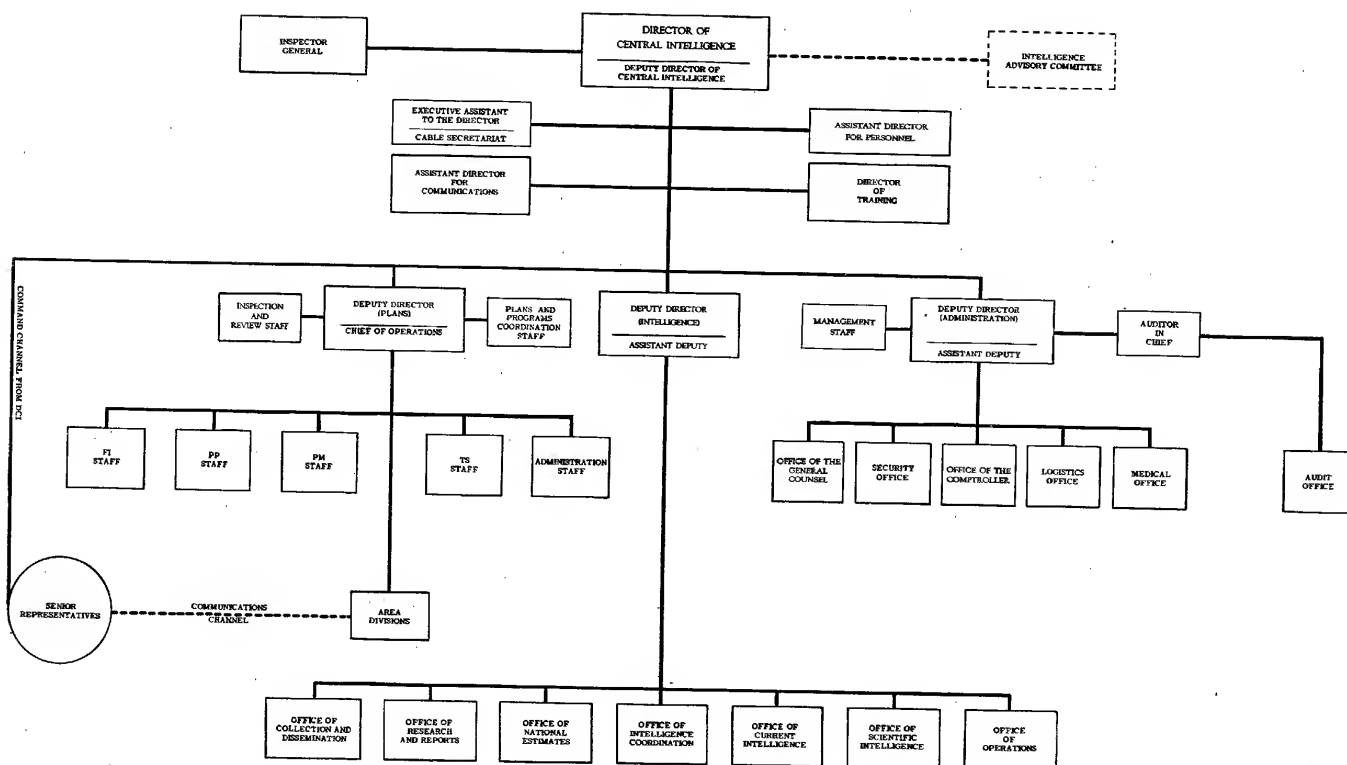 INSPECTOR
GENERAL
DIRECTOR OF
CENTRAL INTELLIGENCE
DEPUTY DIRECTOR OF
CENTRAL INTELLIGENCE
INTELLIGENCE
ADVISORY COMMITTEE
EXECUTIVE ASSISTANT
TO THE DIRECTOR
CABLE SECRETARIAT
ASSISTANT DIRECTOR
FOR PERSONNEL
ASSISTANT DIRECTOR
FOR
COMMUNICATIONS
DIRECTOR
OF
TRAINING
COMMAND CHANNEL FROM DCI
INSPECTION
AND
REVIEW STAFF
DEPUTY DIRECTOR
(PLANS)
CHIEF OF OPERATIONS
PLANS AND
PROGRAMS
COORDINATION
STAFF
DEPUTY DIRECTOR
(INTELLIGENCE)
ASSISTANT DEPUTY
MANAGEMENT
STAFF
DEPUTY DIRECTOR
(ADMINISTRATION)
ASSISTANT DEPUTY
AUDITOR
IN
CHIEF
FI
STAFF
PP
STAFF
PM
STAFF
TS
STAFF
ADMINISTRATION
STAFF
OFFICE OF THE
GENERAL
COUNSEL
SECURITY
OFFICE
OFFICE OF THE
COMPTROLLER
LOGISTICS
OFFICE
MEDICAL
OFFICE
AUDIT
OFFICE
SENIOR
REPRESENTATIVES
COMMUNICATIONS
CHANNEL
AREA
DIVISIONS
OFFICE OF
COLLECTION AND
DISSEMINATION
OFFICE OF
RESEARCH
AND REPORTS
OFFICE OF
NATIONAL
ESTIMATES
OFFICE OF
INTELLIGENCE
COORDINATION
OFFICE OF
CURRENT
INTELLIGENCE
OFFICE OF
SCIENTIFIC
INTELLIGENCE
OFFICE
OF
OPERATIONS